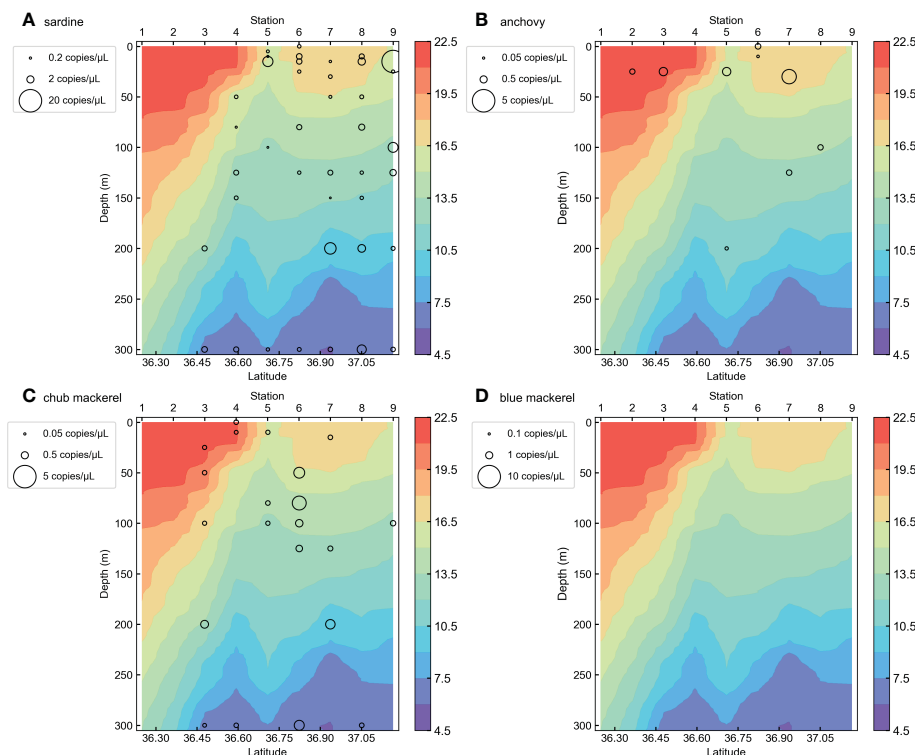 A sardine
Station
1 2 3 4 5 6 7 8 9
0.2 copies/µL
2 copies/µL
20 copies/µL
0
50
100
150
200
250
300
Depth (m)
36.30 36.45 36.60 36.75 36.90 37.05
Latitude
22.5
19.5
16.5
13.5
10.5
7.5
4.5
B anchovy
Station
1 2 3 4 5 6 7 8 9
0.05 copies/µL
0.5 copies/µL
5 copies/µL
0
50
100
150
200
250
300
Depth (m)
36.30 36.45 36.60 36.75 36.90 37.05
Latitude
22.5
19.5
16.5
13.5
10.5
7.5
4.5
C chub mackerel
Station
1 2 3 4 5 6 7 8 9
0.05 copies/µL
0.5 copies/µL
5 copies/µL
0
50
100
150
200
250
300
Depth (m)
36.30 36.45 36.60 36.75 36.90 37.05
Latitude
22.5
19.5
16.5
13.5
10.5
7.5
4.5
D blue mackerel
Station
1 2 3 4 5 6 7 8 9
0.1 copies/µL
1 copies/µL
10 copies/µL
0
50
100
150
200
250
300
Depth (m)
36.30 36.45 36.60 36.75 36.90 37.05
Latitude
22.5
19.5
16.5
13.5
10.5
7.5
4.5